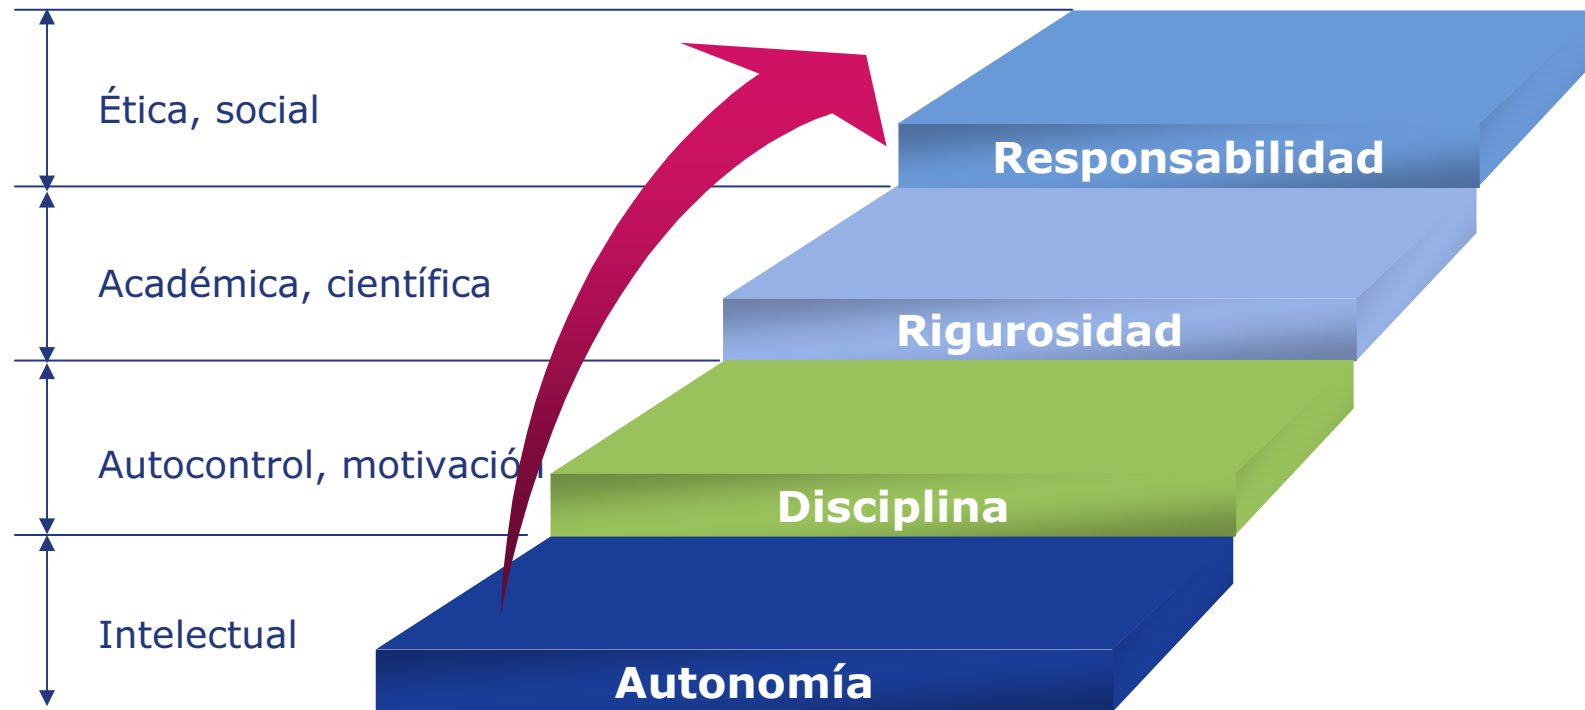 Ética, social
Responsabilidad
Académica, científica
Rigurosidad
Autocontrol, motivación
Disciplina
Intelectual
Autonomía